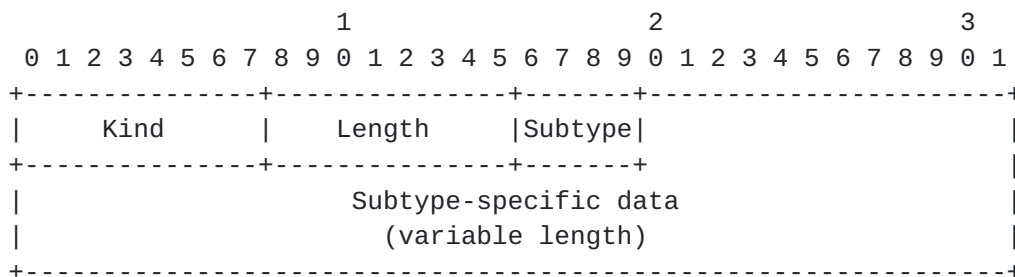 1                   2                   3
 0 1 2 3 4 5 6 7 8 9 0 1 2 3 4 5 6 7 8 9 0 1 2 3 4 5 6 7 8 9 0 1
+---------------+---------------+-------+-----------------------+
|     Kind      |    Length     |Subtype|                       |
+---------------+---------------+-------+                       |
|                     Subtype-specific data                     |
|                       (variable length)                       |
+---------------------------------------------------------------+